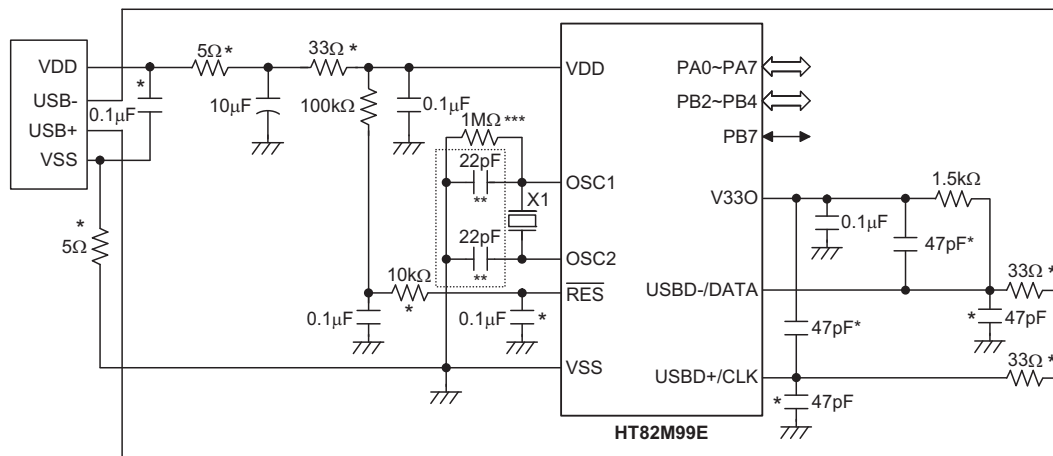 VDD
USB-
USB+
VSS
*
0.1μF
5Ω*
10μF
33Ω *
100kΩ
0.1μF
1MΩ ***
22pF
**
X1
22pF
**
*
5Ω
10kΩ
*
0.1μF
0.1μF *
VDD
OSC1
OSC2
RES
VSS
PA0~PA7
PB2~PB4
PB7
V33O
USBD-/DATA
USBD+/CLK
HT82M99E
1.5kΩ
0.1μF
47pF*
33Ω *
* 47pF
47pF*
33Ω *
* 47pF